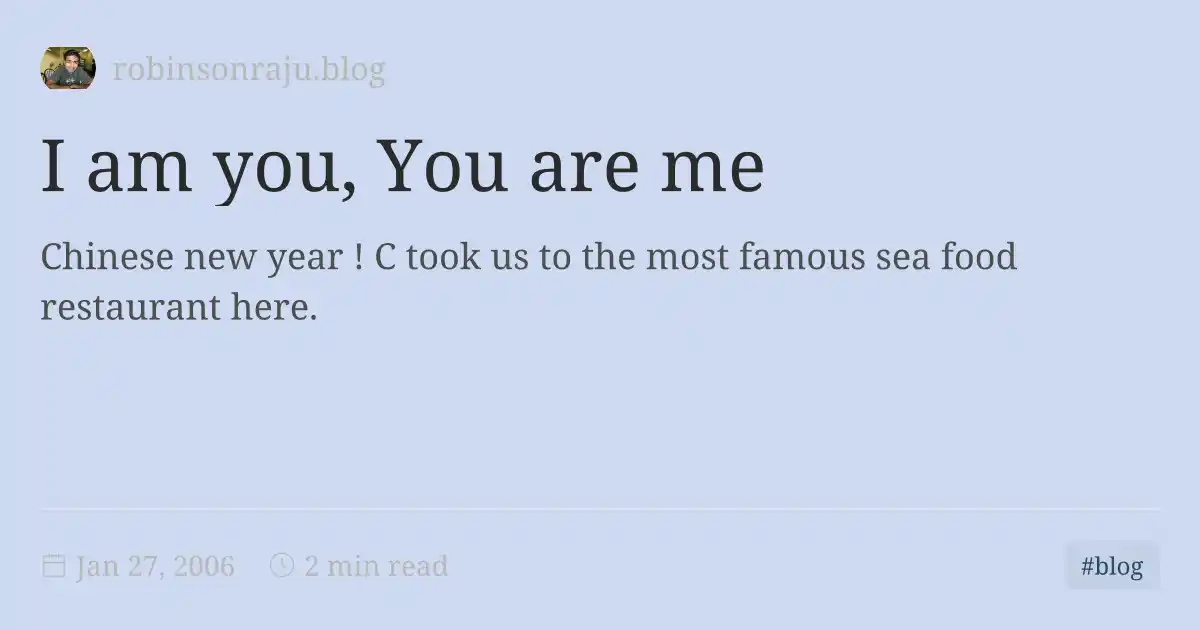 robinsonraju.blog
I am you, You are me
Chinese new year ! C took us to the most famous sea food
restaurant here.
Jan 27, 2006
2 min read
#blog